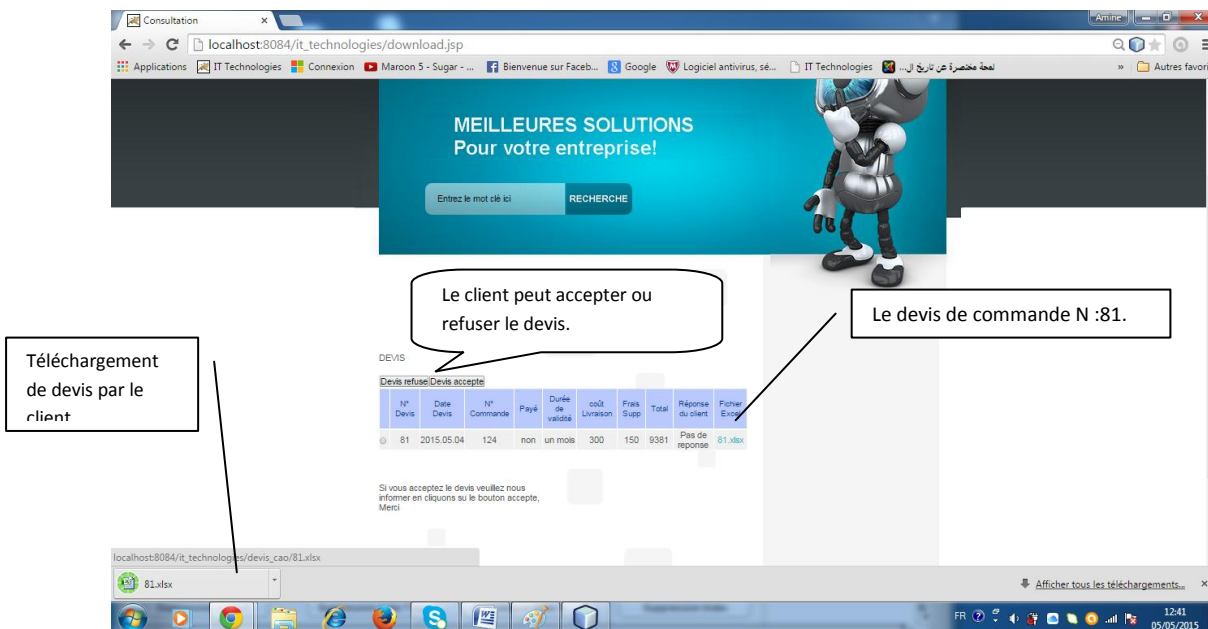 Consultation
Amine
localhost:8084/it_technologies/download.jsp
Applications IT Technologies Connexion Maroon 5 - Sugar - ... Bienvenue sur Faceb... Google Logiciel antivirus, sé... IT Technologies لمحة مختصرة عن تاريخ ال... » Autres favori
MEILLEURES SOLUTIONS
Pour votre entreprise!
Entrez le mot clé ici RECHERCHE
Le client peut accepter ou
refuser le devis.
Le devis de commande N :81.
Téléchargement
de devis par le
client
DEVIS
Devis refuse Devis accepte
N° Devis Date Devis N° Commande Payé Durée de validité coût Livraison Frais Supp Total Réponse du client Fichier Excel
81 2015.05.04 124 non un mois 300 150 9381 Pas de reponse 81.xlsx
Si vous acceptez le devis veuillez nous
informer en cliquons su le bouton accepte,
Merci
localhost:8084/it_technologies/devis_cao/81.xlsx
81.xlsx
Afficher tous les téléchargements...
FR 12:41
05/05/2015